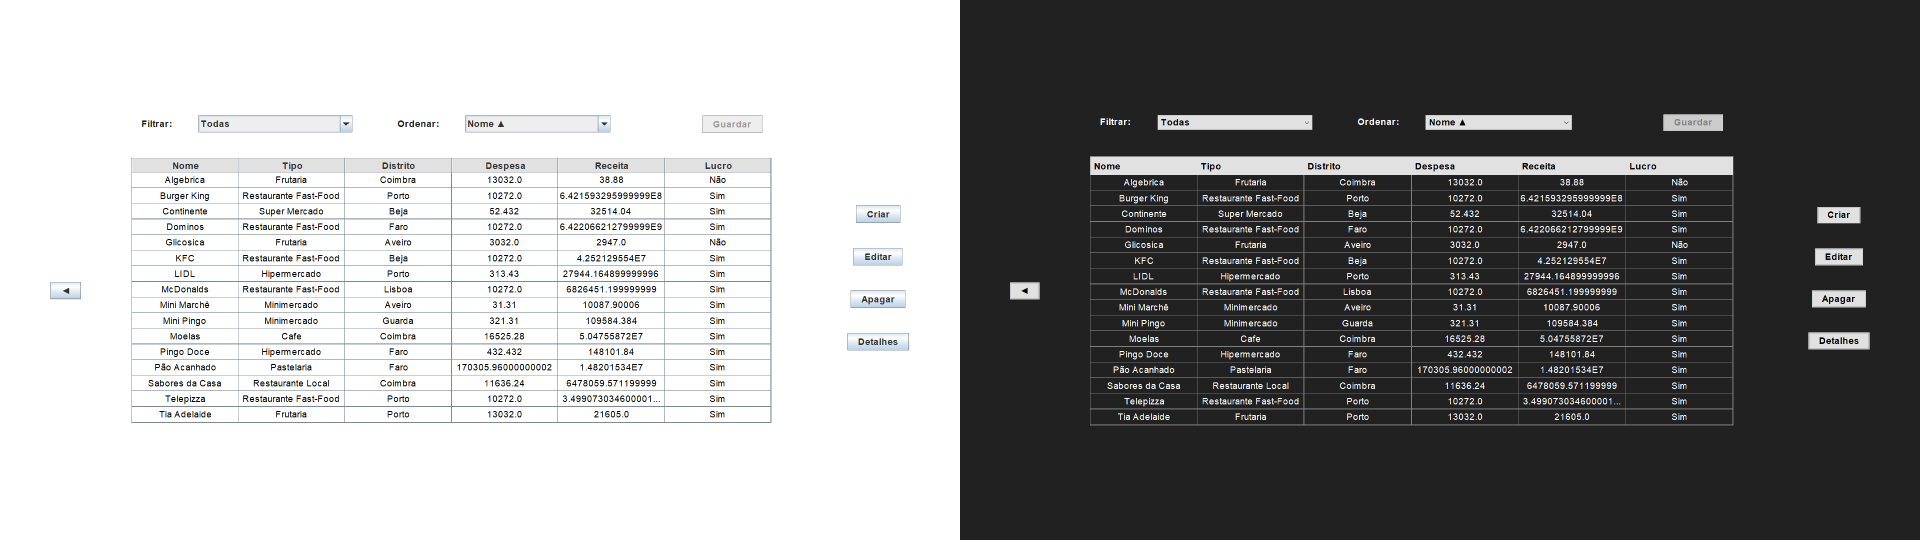 Filtrar: Todas Ordenar: Nome ▲ Guardar
Nome Tipo Distrito Despesa Receita Lucro
Algebrica Frutaria Coimbra 13032.0 38.88 Não
Burger King Restaurante Fast-Food Porto 10272.0 6.421593295999999E8 Sim
Continente Super Mercado Beja 52.432 32514.04 Sim
Dominos Restaurante Fast-Food Faro 10272.0 6.422066212799999E9 Sim
Glicosica Frutaria Aveiro 3032.0 2947.0 Não
KFC Restaurante Fast-Food Beja 10272.0 4.252129554E7 Sim
LIDL Hipermercado Porto 313.43 27944.164899999996 Sim
McDonalds Restaurante Fast-Food Lisboa 10272.0 6826451.199999999 Sim
Mini Marchê Minimercado Aveiro 31.31 10087.90006 Sim
Mini Pingo Minimercado Guarda 321.31 109584.384 Sim
Moelas Cafe Coimbra 16525.28 5.04755872E7 Sim
Pingo Doce Hipermercado Faro 432.432 148101.84 Sim
Pão Acanhado Pastelaria Faro 170305.96000000002 1.48201534E7 Sim
Sabores da Casa Restaurante Local Coimbra 11636.24 6478059.571199999 Sim
Telepizza Restaurante Fast-Food Porto 10272.0 3.499073034600001... Sim
Tia Adelaide Frutaria Porto 13032.0 21605.0 Sim
◄
Criar
Editar
Apagar
Detalhes
Filtrar: Todas Ordenar: Nome ▲ Guardar
Nome Tipo Distrito Despesa Receita Lucro
Algebrica Frutaria Coimbra 13032.0 38.88 Não
Burger King Restaurante Fast-Food Porto 10272.0 6.421593295999999E8 Sim
Continente Super Mercado Beja 52.432 32514.04 Sim
Dominos Restaurante Fast-Food Faro 10272.0 6.422066212799999E9 Sim
Glicosica Frutaria Aveiro 3032.0 2947.0 Não
KFC Restaurante Fast-Food Beja 10272.0 4.252129554E7 Sim
LIDL Hipermercado Porto 313.43 27944.164899999996 Sim
McDonalds Restaurante Fast-Food Lisboa 10272.0 6826451.199999999 Sim
Mini Marchê Minimercado Aveiro 31.31 10087.90006 Sim
Mini Pingo Minimercado Guarda 321.31 109584.384 Sim
Moelas Cafe Coimbra 16525.28 5.04755872E7 Sim
Pingo Doce Hipermercado Faro 432.432 148101.84 Sim
Pão Acanhado Pastelaria Faro 170305.96000000002 1.48201534E7 Sim
Sabores da Casa Restaurante Local Coimbra 11636.24 6478059.571199999 Sim
Telepizza Restaurante Fast-Food Porto 10272.0 3.499073034600001... Sim
Tia Adelaide Frutaria Porto 13032.0 21605.0 Sim
◄
Criar
Editar
Apagar
Detalhes